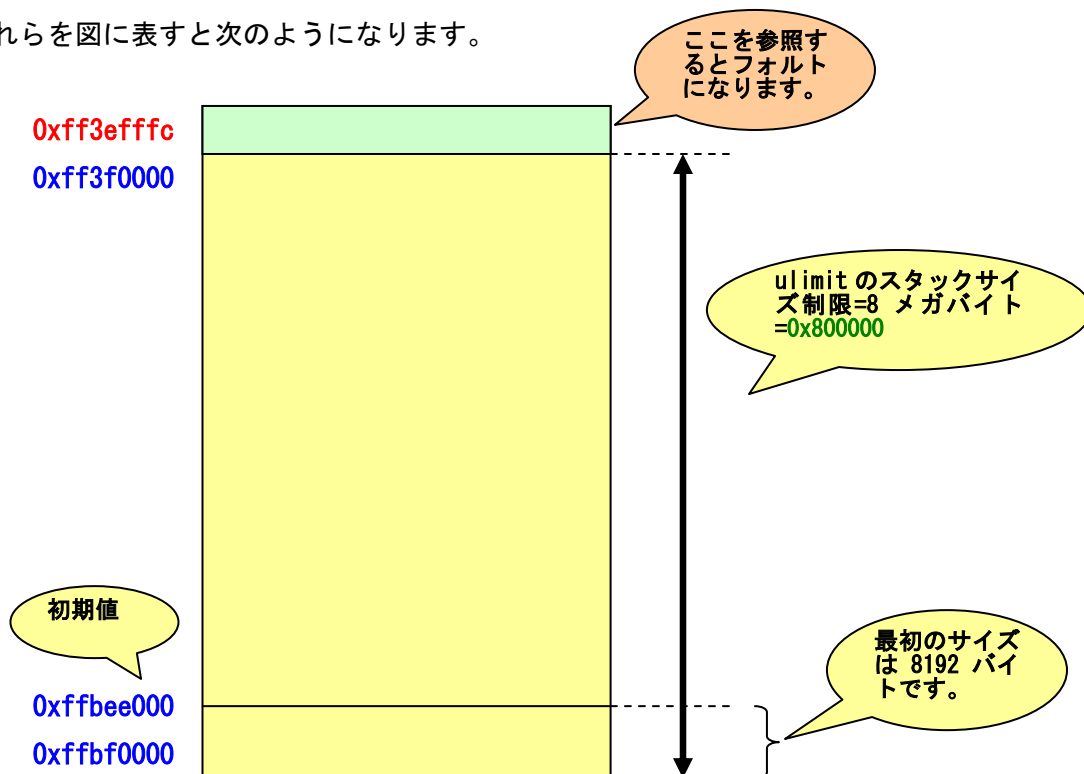 れらを図に表すと次のようになります。
ここを参照す
るとフォルト
になります。
0xff3efffc
0xff3f0000
ulimit のスタックサイ
ズ制限=8 メガバイト
=0x800000
初期値
最初のサイズ
は 8192 バイ
トです。
0xffbee000
0xffbf0000